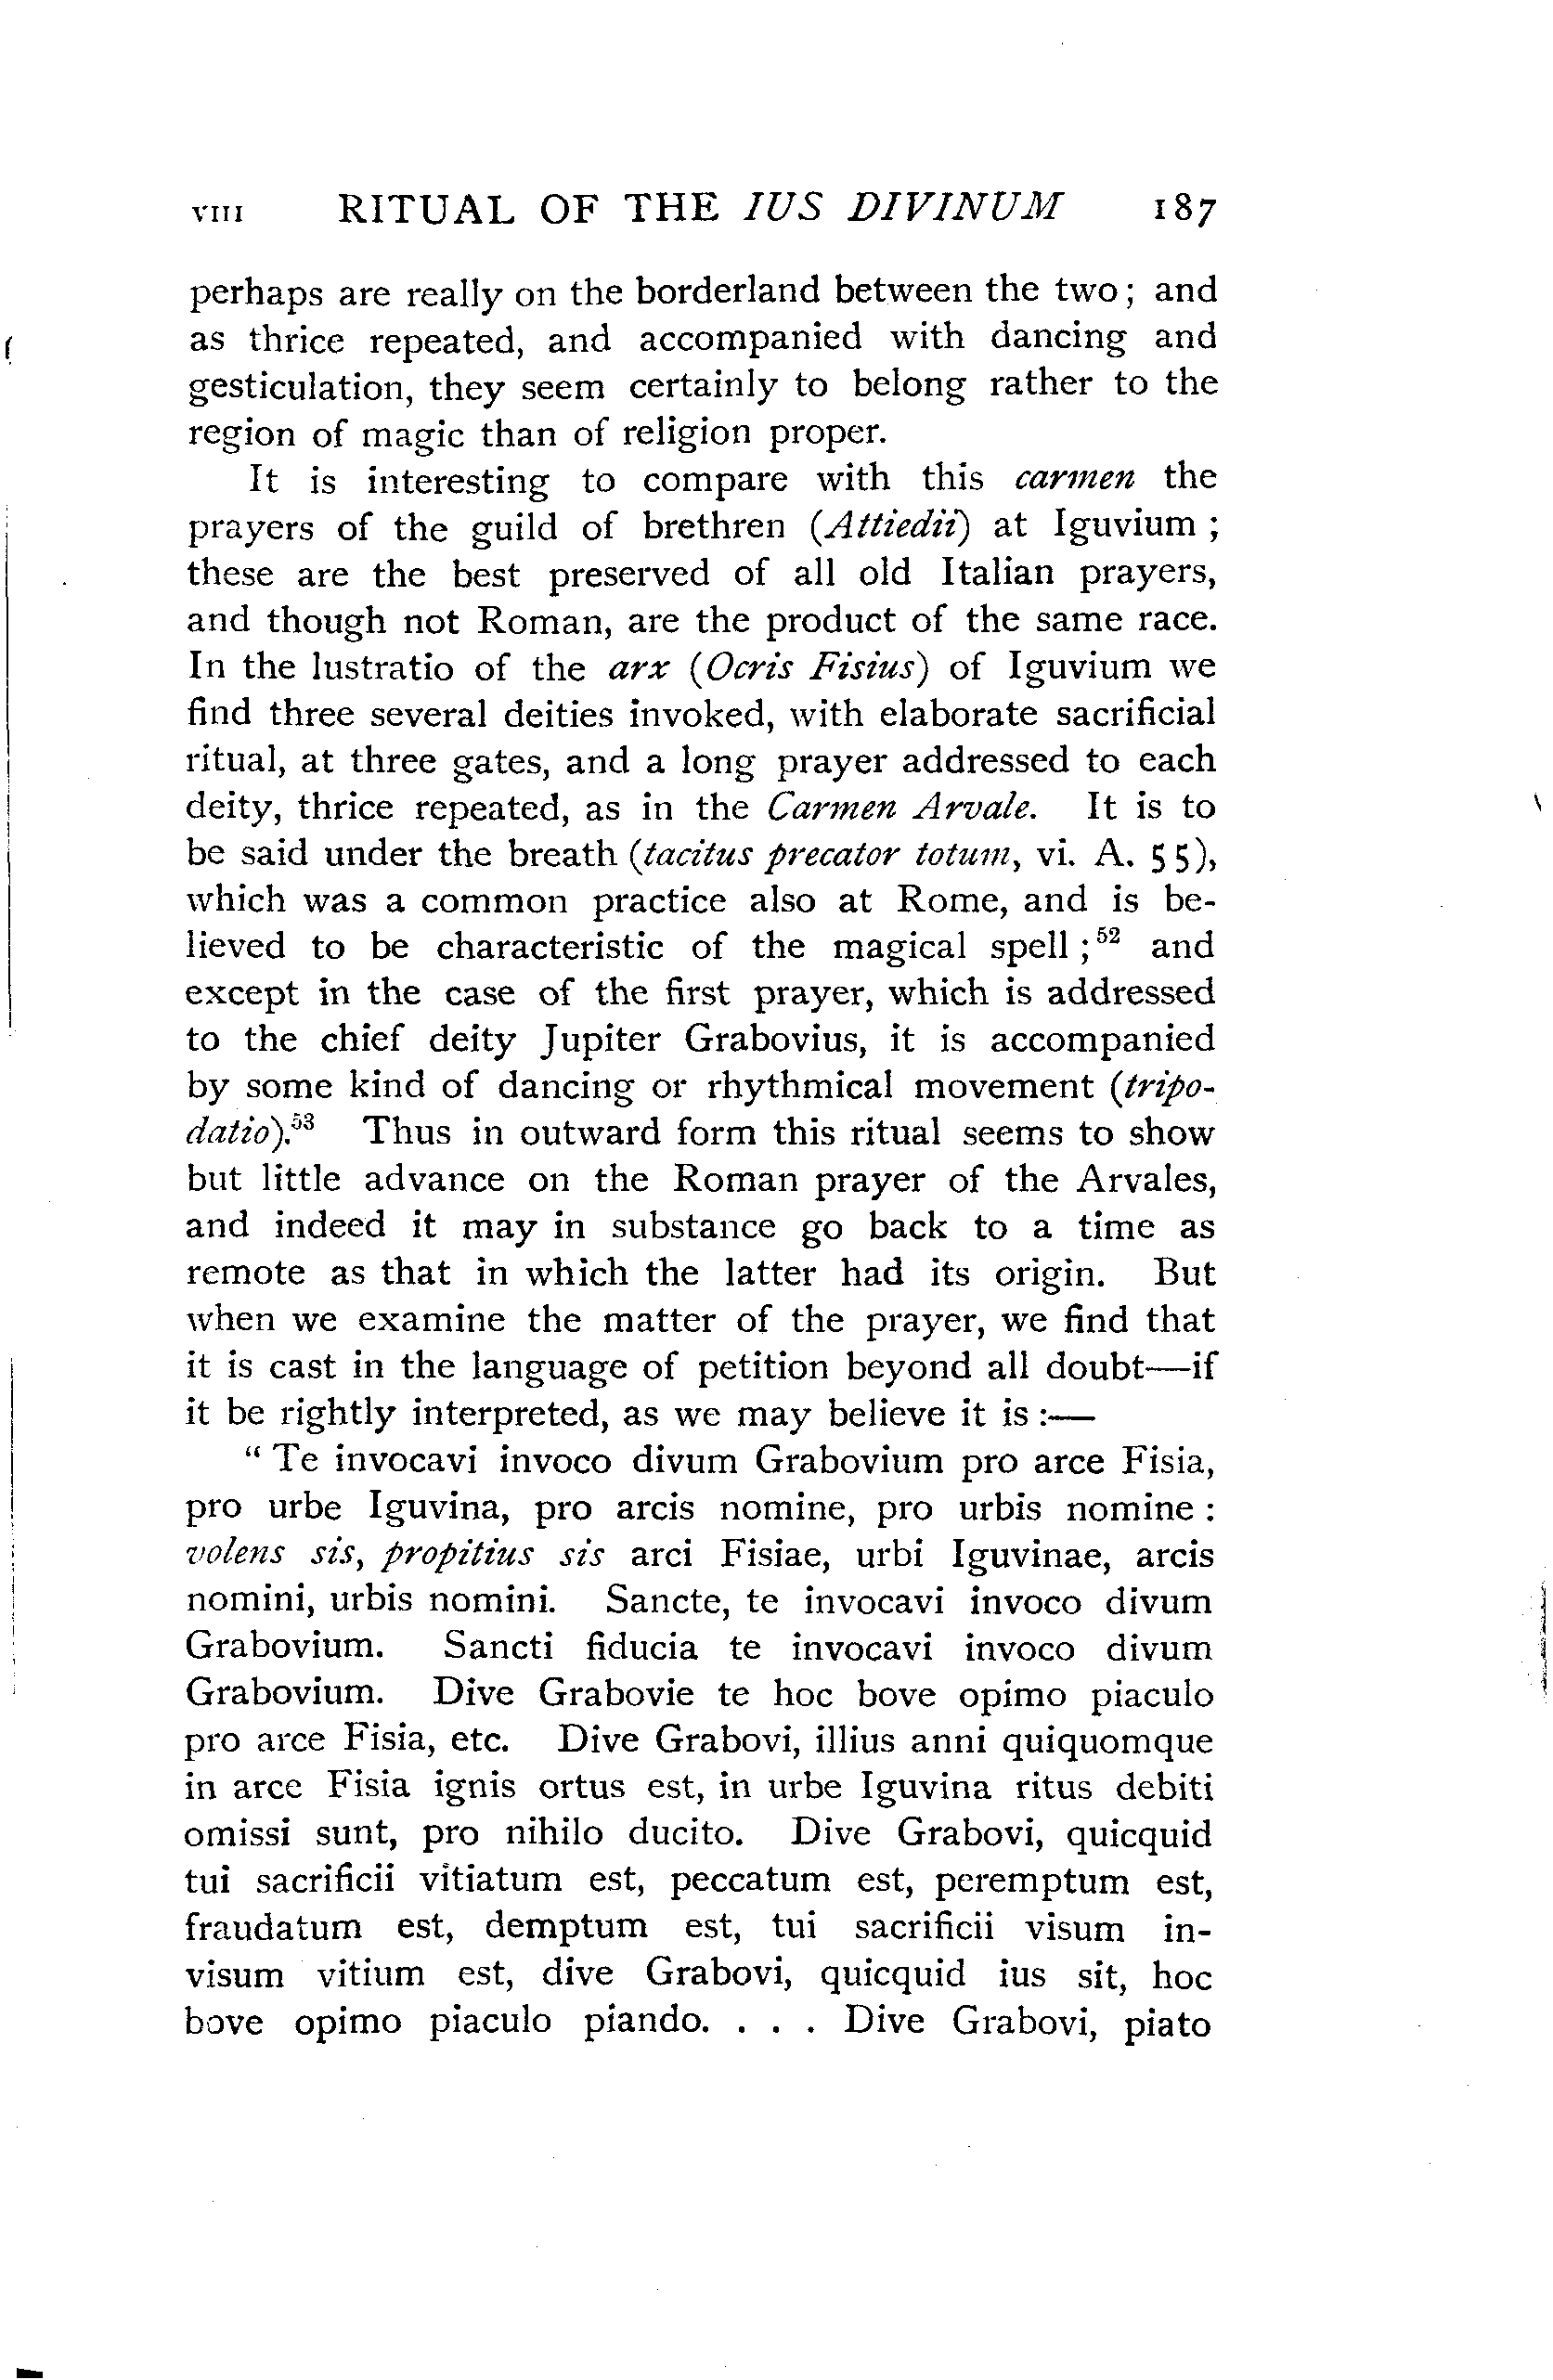 VIII RITUAL OF THE IUS DIVINUM 187
perhaps are really on the borderland between the two; and
as thrice repeated, and accompanied with dancing and
gesticulation, they seem certainly to belong rather to the
region of magic than of religion proper.
It is interesting to compare with this carmen the
prayers of the guild of brethren (Attiedii) at Iguvium;
these are the best preserved of all old Italian prayers,
and though not Roman, are the product of the same race.
In the lustratio of the arx (Ocris Fisius) of Iguvium we
find three several deities invoked, with elaborate sacrificial
ritual, at three gates, and a long prayer addressed to each
deity, thrice repeated, as in the Carmen Arvale. It is to
be said under the breath (tacitus precator totum, vi. A. 55),
which was a common practice also at Rome, and is be-
lieved to be characteristic of the magical spell;52 and
except in the case of the first prayer, which is addressed
to the chief deity Jupiter Grabovius, it is accompanied
by some kind of dancing or rhythmical movement (tripo-
datio).53 Thus in outward form this ritual seems to show
but little advance on the Roman prayer of the Arvales,
and indeed it may in substance go back to a time as
remote as that in which the latter had its origin. But
when we examine the matter of the prayer, we find that
it is cast in the language of petition beyond all doubt—if
it be rightly interpreted, as we may believe it is:—
“Te invocavi invoco divum Grabovium pro arce Fisia,
pro urbe Iguvina, pro arcis nomine, pro urbis nomine:
volens sis, propitius sis arci Fisiae, urbi Iguvinae, arcis
nomini, urbis nomini. Sancte, te invocavi invoco divum
Grabovium. Sancti fiducia te invocavi invoco divum
Grabovium. Dive Grabovie te hoc bove opimo piaculo
pro arce Fisia, etc. Dive Grabovi, illius anni quiquomque
in arce Fisia ignis ortus est, in urbe Iguvina ritus debiti
omissi sunt, pro nihilo ducito. Dive Grabovi, quicquid
tui sacrificii vitiatum est, peccatum est, peremptum est,
fraudatum est, demptum est, tui sacrificii visum in-
visum vitium est, dive Grabovi, quicquid ius sit, hoc
bove opimo piaculo piando. . . . Dive Grabovi, piato